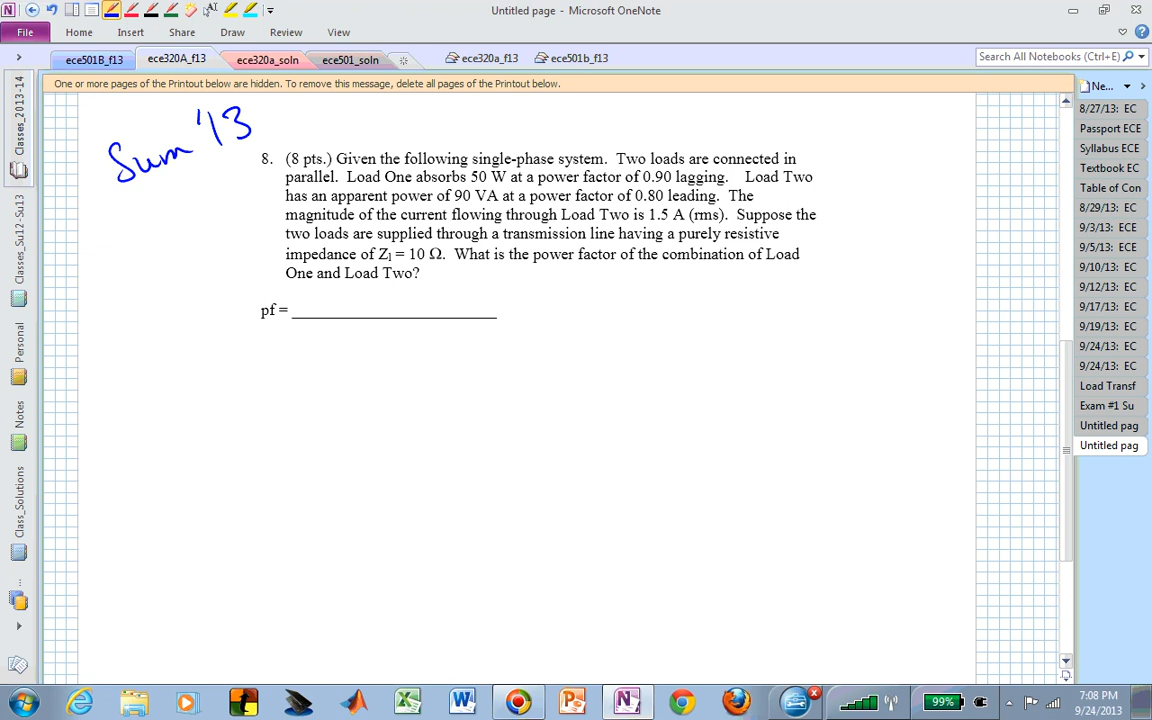 Untitled page - Microsoft OneNote
File Home Insert Share Draw Review View
ece501B_f13 ece320A_f13 ece320a_soln ece501_soln ece320a_f13 ece501b_f13 Search All Notebooks (Ctrl+E)
One or more pages of the Printout below are hidden. To remove this message, delete all pages of the Printout below.
Sum '13
8. (8 pts.) Given the following single-phase system. Two loads are connected in
parallel. Load One absorbs 50 W at a power factor of 0.90 lagging. Load Two
has an apparent power of 90 VA at a power factor of 0.80 leading. The
magnitude of the current flowing through Load Two is 1.5 A (rms). Suppose the
two loads are supplied through a transmission line having a purely resistive
impedance of Zl = 10 Ω. What is the power factor of the combination of Load
One and Load Two?
pf = 
Classes_2013-14
Classes_Su12-Su13
Personal
Notes
Class_Solutions
Ne...
8/27/13: EC
Passport ECE
Syllabus ECE
Textbook EC
Table of Con
8/29/13: EC
9/3/13: ECE
9/5/13: ECE
9/10/13: EC
9/12/13: EC
9/17/13: EC
9/19/13: EC
9/24/13: EC
9/24/13: EC
Load Transf
Exam #1 Su
Untitled pag
Untitled pag
99%
7:08 PM
9/24/2013